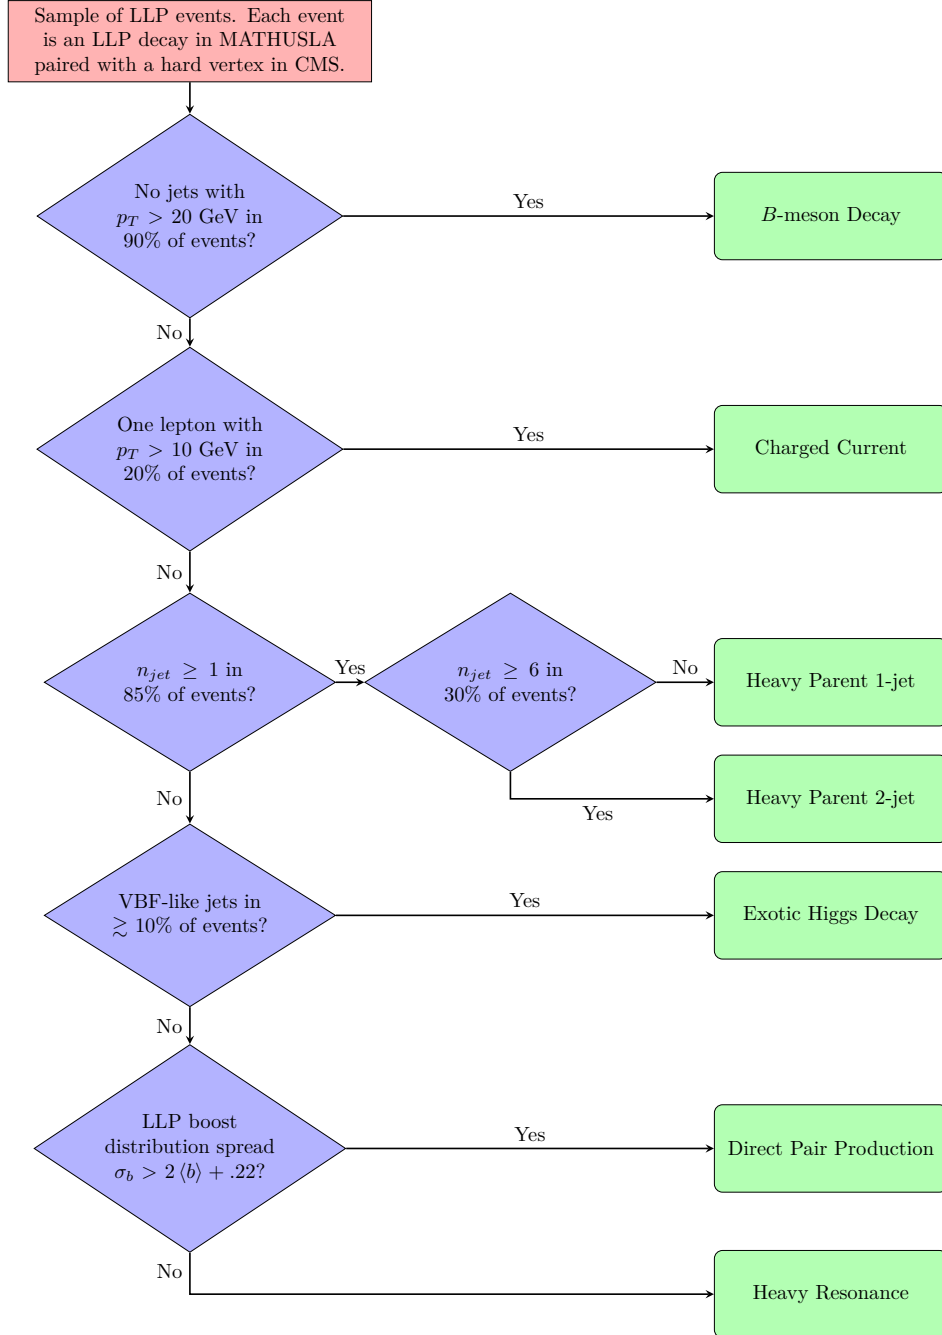 Sample of LLP events. Each event
is an LLP decay in MATHUSLA
paired with a hard vertex in CMS.
No jets with
p_T > 20 GeV in
90% of events?
Yes
B-meson Decay
No
One lepton with
p_T > 10 GeV in
20% of events?
Yes
Charged Current
No
n_{jet} ≥ 1 in
85% of events?
Yes
n_{jet} ≥ 6 in
30% of events?
No
Heavy Parent 1-jet
Yes
Heavy Parent 2-jet
No
VBF-like jets in
≳ 10% of events?
Yes
Exotic Higgs Decay
No
LLP boost
distribution spread
σ_b > 2 ⟨b⟩ + .22?
Yes
Direct Pair Production
No
Heavy Resonance